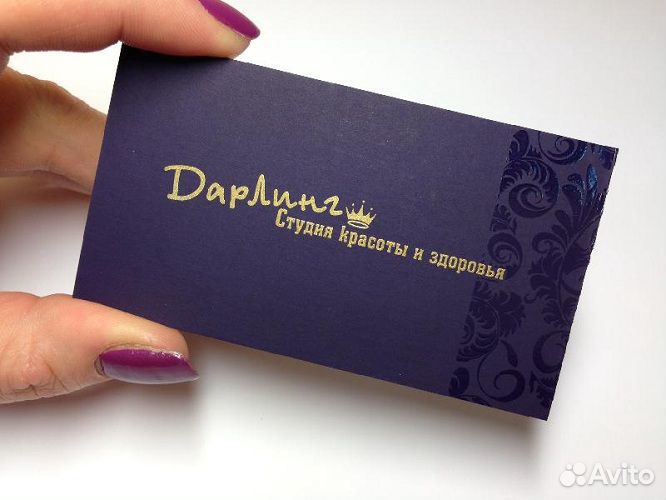 ДарЛинг
Студия красоты и здоровья
Avito